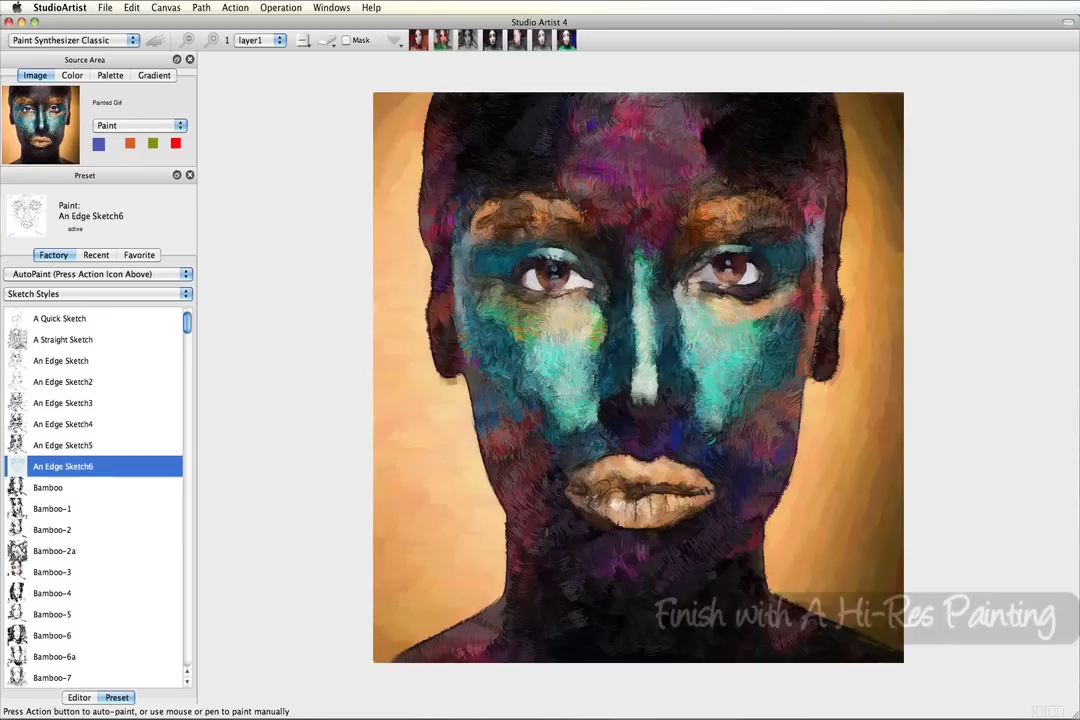 StudioArtist File Edit Canvas Path Action Operation Windows Help
Studio Artist 4
Paint Synthesizer Classic 1 layer1 Mask
Source Area
Image Color Palette Gradient
Painted Gif
Paint
Preset
Paint:
An Edge Sketch6
active
Factory Recent Favorite
AutoPaint (Press Action Icon Above)
Sketch Styles
A Quick Sketch
A Straight Sketch
An Edge Sketch
An Edge Sketch2
An Edge Sketch3
An Edge Sketch4
An Edge Sketch5
An Edge Sketch6
Bamboo
Bamboo-1
Bamboo-2
Bamboo-2a
Bamboo-3
Bamboo-4
Bamboo-5
Bamboo-6
Bamboo-6a
Bamboo-7
Finish with A Hi-Res Painting
Editor Preset
Press Action button to auto-paint, or use mouse or pen to paint manually